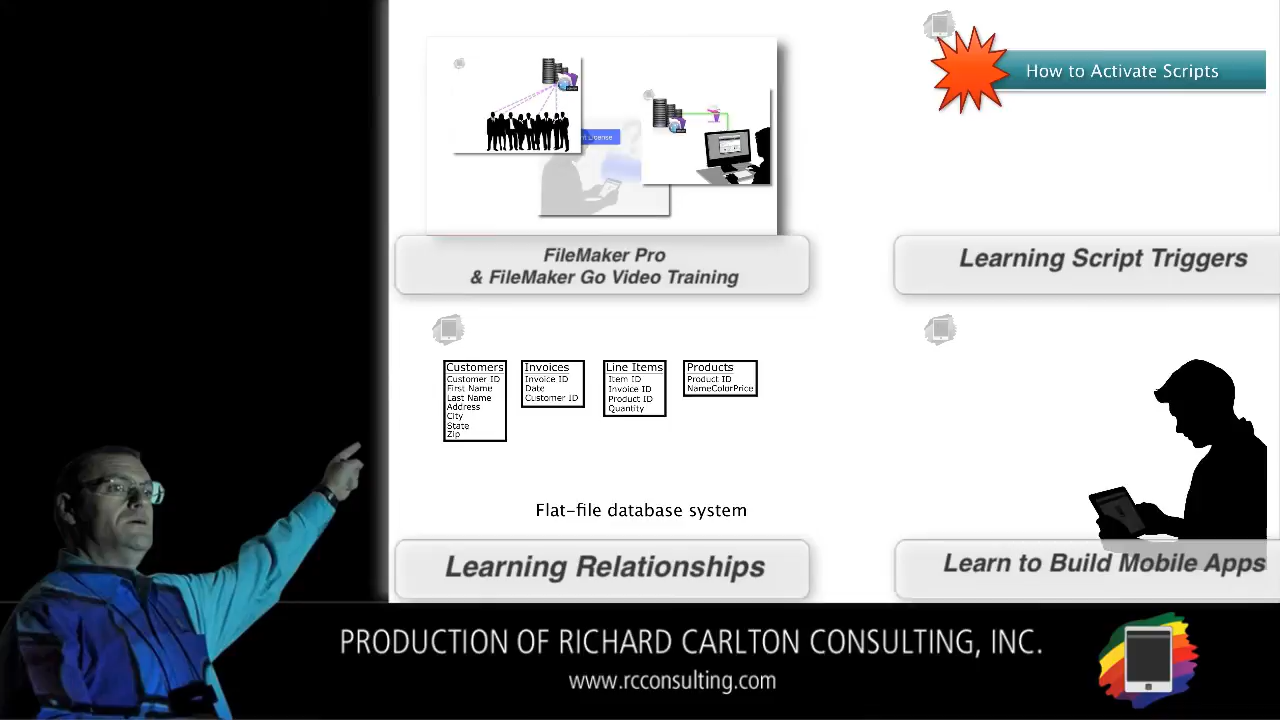 How to Activate Scripts
FileMaker Pro
& FileMaker Go Video Training
Learning Script Triggers
Customers
Customer ID
First Name
Last Name
Address
City
State
Zip
Invoices
Invoice ID
Date
Customer ID
Line Items
Item ID
Invoice ID
Product ID
Quantity
Products
Product ID
NameColorPrice
Flat-file database system
Learning Relationships
Learn to Build Mobile Apps
PRODUCTION OF RICHARD CARLTON CONSULTING, INC.
www.rcconsulting.com